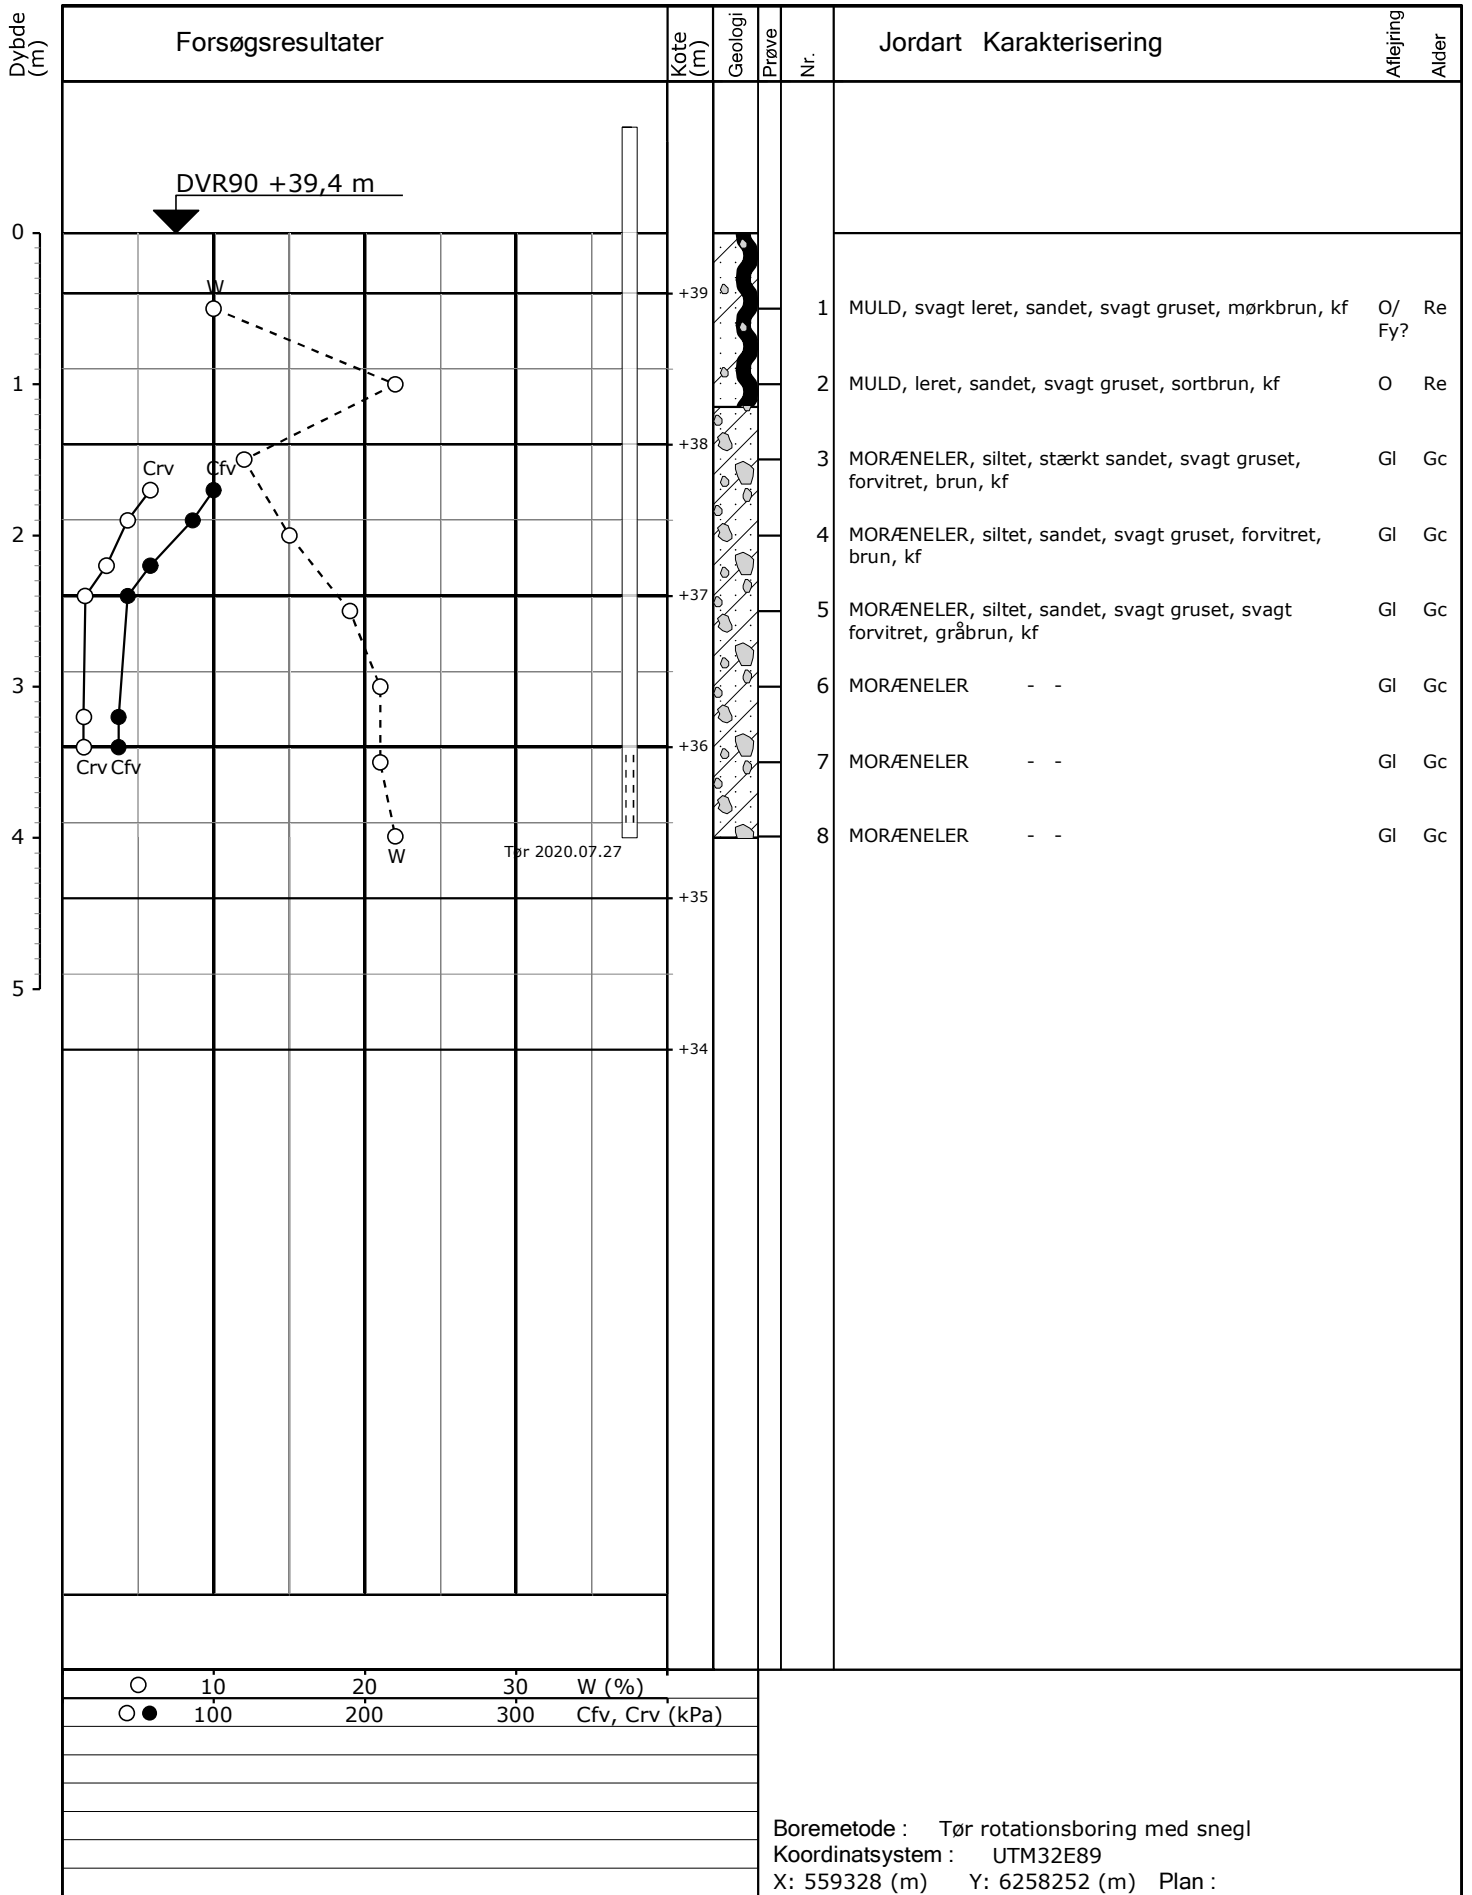 Dybde (m)
Forsøgsresultater
Kote (m)
Geologi
Prøve
Nr.
Jordart Karakterisering
Aflejring
Alder
DVR90 +39,4 m
0
W
+39
1 MULD, svagt leret, sandet, svagt gruset, mørkbrun, kf O/ Re
Fy?
1
2 MULD, leret, sandet, svagt gruset, sortbrun, kf O Re
+38
Crv Cfv
3 MORÆNELER, siltet, stærkt sandet, svagt gruset, Gl Gc
forvitret, brun, kf
2
4 MORÆNELER, siltet, sandet, svagt gruset, forvitret, Gl Gc
brun, kf
+37
5 MORÆNELER, siltet, sandet, svagt gruset, svagt Gl Gc
forvitret, gråbrun, kf
3
6 MORÆNELER - - Gl Gc
+36
Crv Cfv
7 MORÆNELER - - Gl Gc
4
8 MORÆNELER - - Gl Gc
W
Tør 2020.07.27
+35
5
+34
10 20 30 W (%)
100 200 300 Cfv, Crv (kPa)
Boremetode : Tør rotationsboring med snegl
Koordinatsystem : UTM32E89
X: 559328 (m) Y: 6258252 (m) Plan :